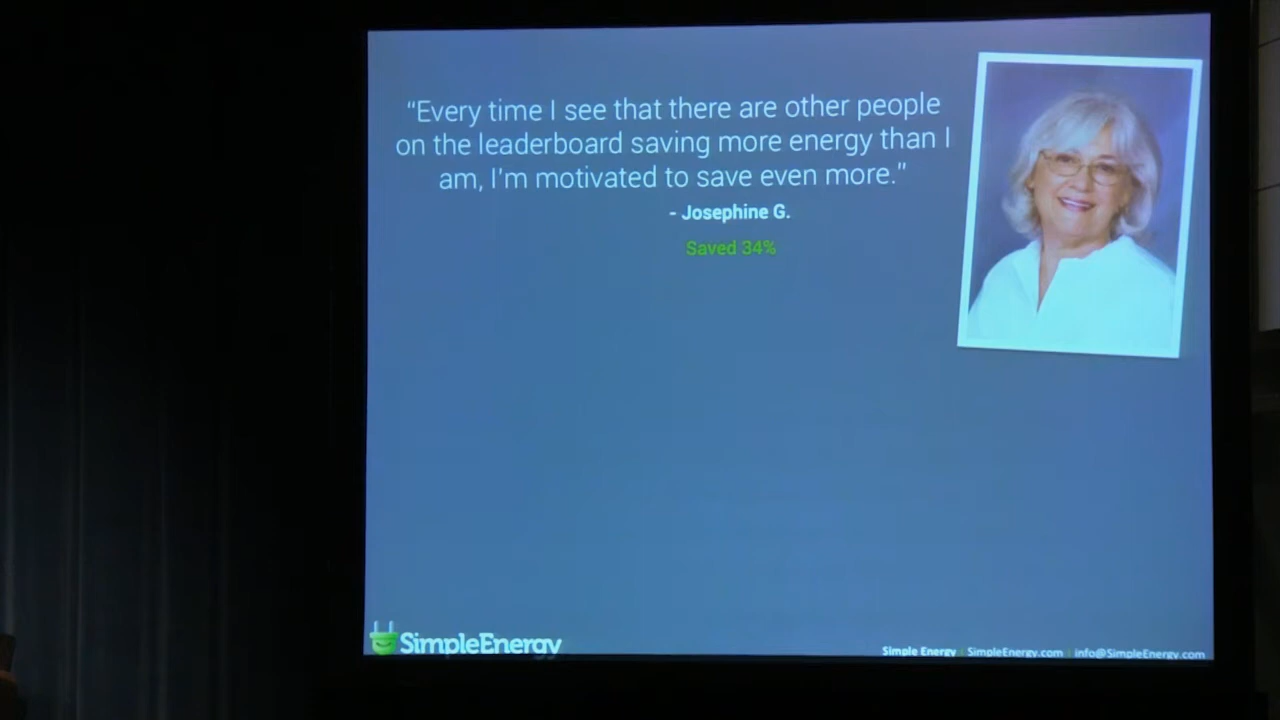 “Every time I see that there are other people
on the leaderboard saving more energy than I
am, I'm motivated to save even more.”
- Josephine G.
Saved 34%
SimpleEnergy
Simple Energy | SimpleEnergy.com | info@SimpleEnergy.com